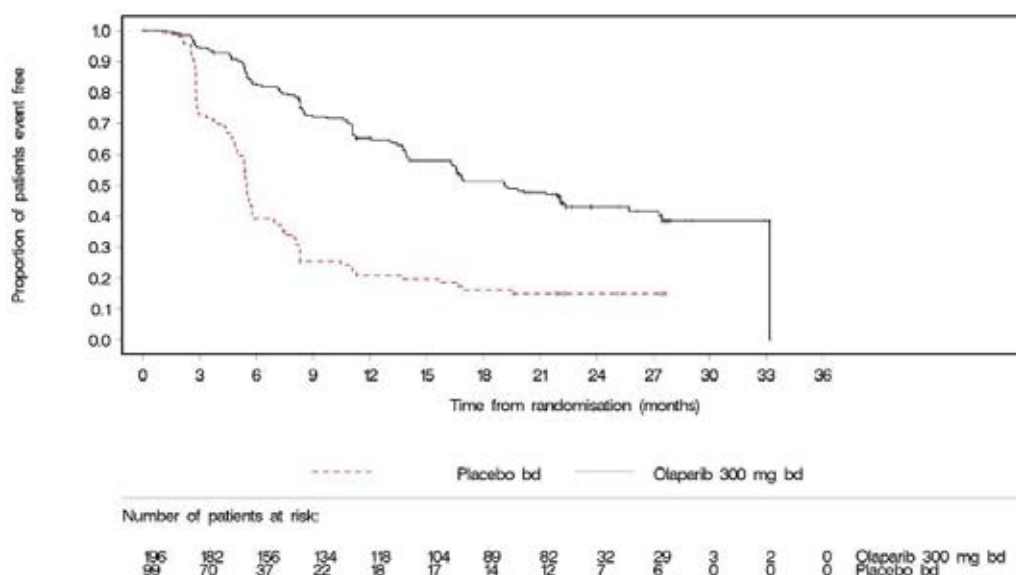 Proportion of patients event free
1.0
0.9
0.8
0.7
0.6
0.5
0.4
0.3
0.2
0.1
0.0
0 3 6 9 12 15 18 21 24 27 30 33 36
Time from randomisation (months)
Placebo bd Olaparib 300 mg bd
Number of patients at risk:
196 182 156 134 118 104 89 82 32 29 3 2 0 Olaparib 300 mg bd
99 70 37 22 18 17 14 12 7 6 0 0 0 Placebo bd